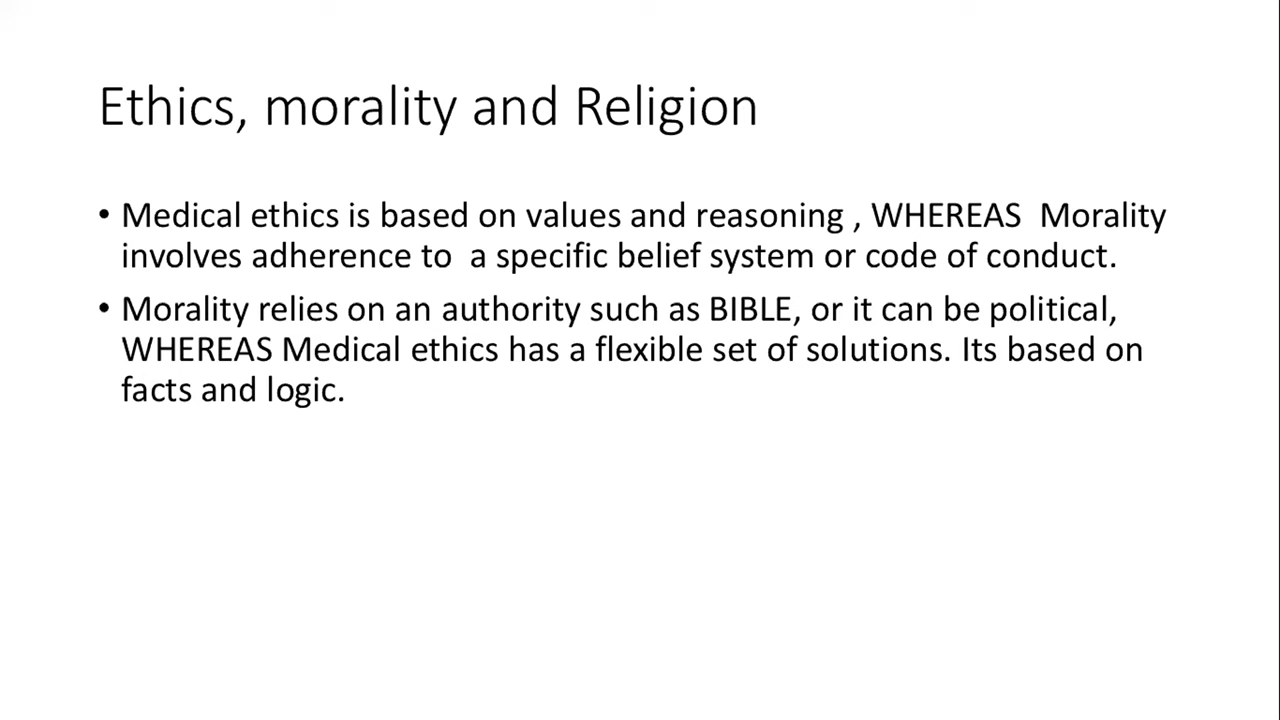 Ethics, morality and Religion
• Medical ethics is based on values and reasoning , WHEREAS  Morality
involves adherence to  a specific belief system or code of conduct.
• Morality relies on an authority such as BIBLE, or it can be political,
WHEREAS Medical ethics has a flexible set of solutions. Its based on
facts and logic.